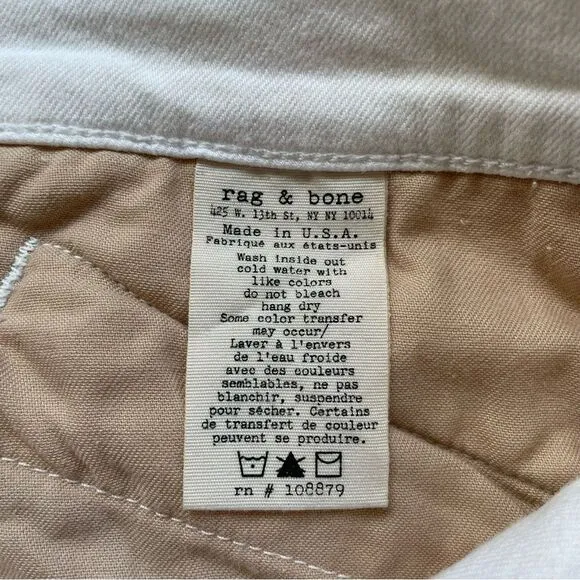 rag & bone
425 W. 13th St, NY NY 10014
Made in U.S.A.
Fabriqué aux états-unis
Wash inside out
cold water with
like colors
do not bleach
hang dry
Some color transfer
may occur/
Laver à l'envers
de l'eau froide
avec des couleurs
semblables, ne pas
blanchir, suspendre
pour sécher. Certains
de transfert de couleur
peuvent se produire.
rn # 108879